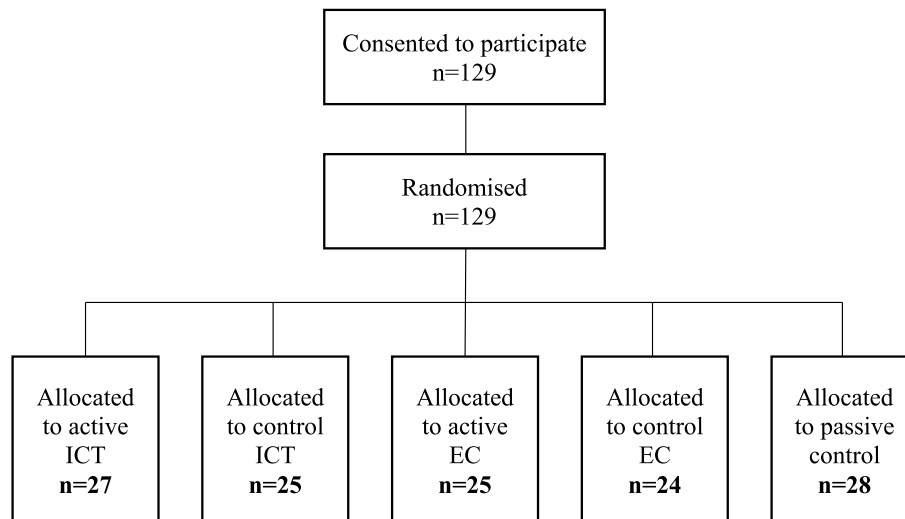 Consented to participate
n=129
Randomised
n=129
Allocated
to active
ICT
n=27
Allocated
to control
ICT
n=25
Allocated
to active
EC
n=25
Allocated
to control
EC
n=24
Allocated
to passive
control
n=28